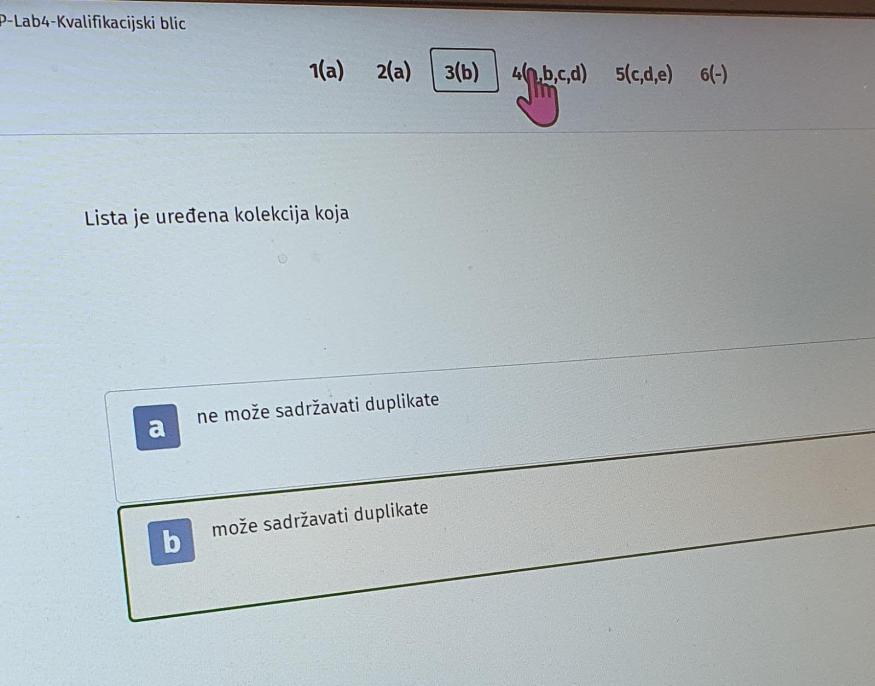 P-Lab4-Kvalifikacijski blic
1(a) 2(a) 3(b) 4( ,b,c,d) 5(c,d,e) 6(-)
Lista je uređena kolekcija koja
a ne može sadržavati duplikate
b može sadržavati duplikate